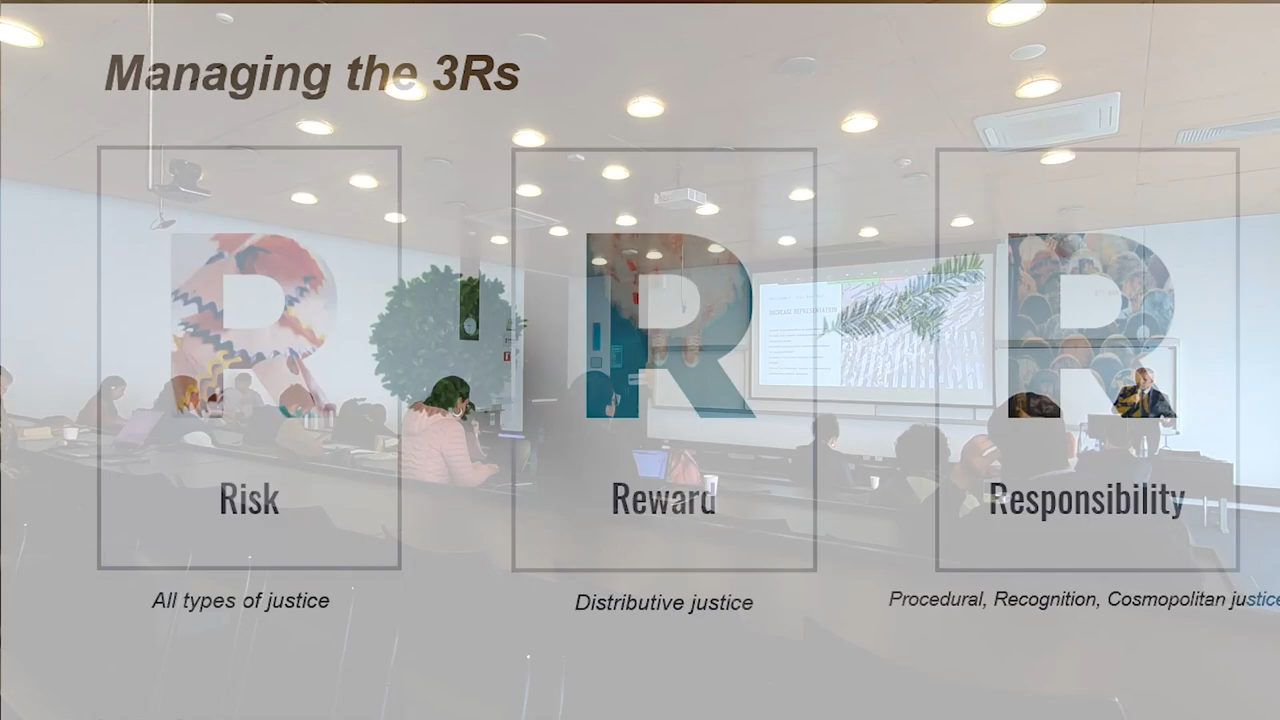 Managing the 3Rs
Risk
Reward
Responsibility
All types of justice
Distributive justice
Procedural, Recognition, Cosmopolitan justice